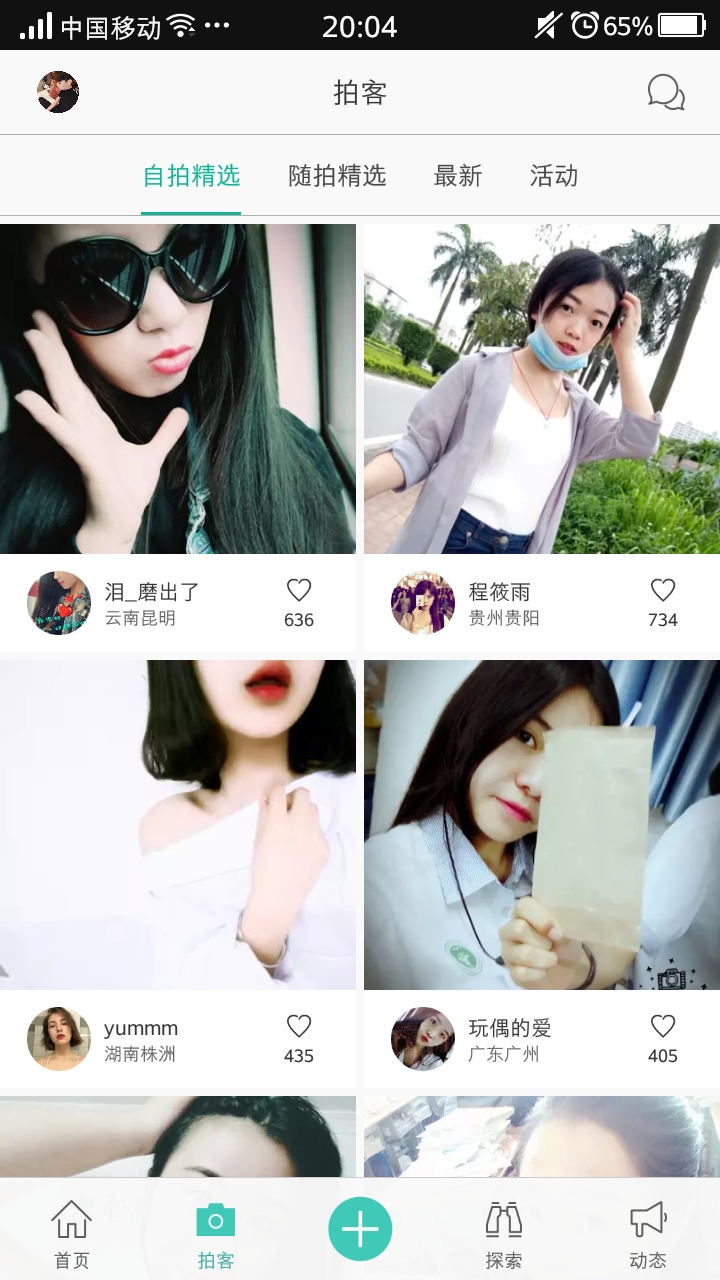 中国移动 20:04 65%
拍客
自拍精选 随拍精选 最新 活动
泪_磨出了
云南昆明
636
程筱雨
贵州贵阳
734
yummm
湖南株洲
435
玩偶的爱
广东广州
405
首页 拍客 探索 动态